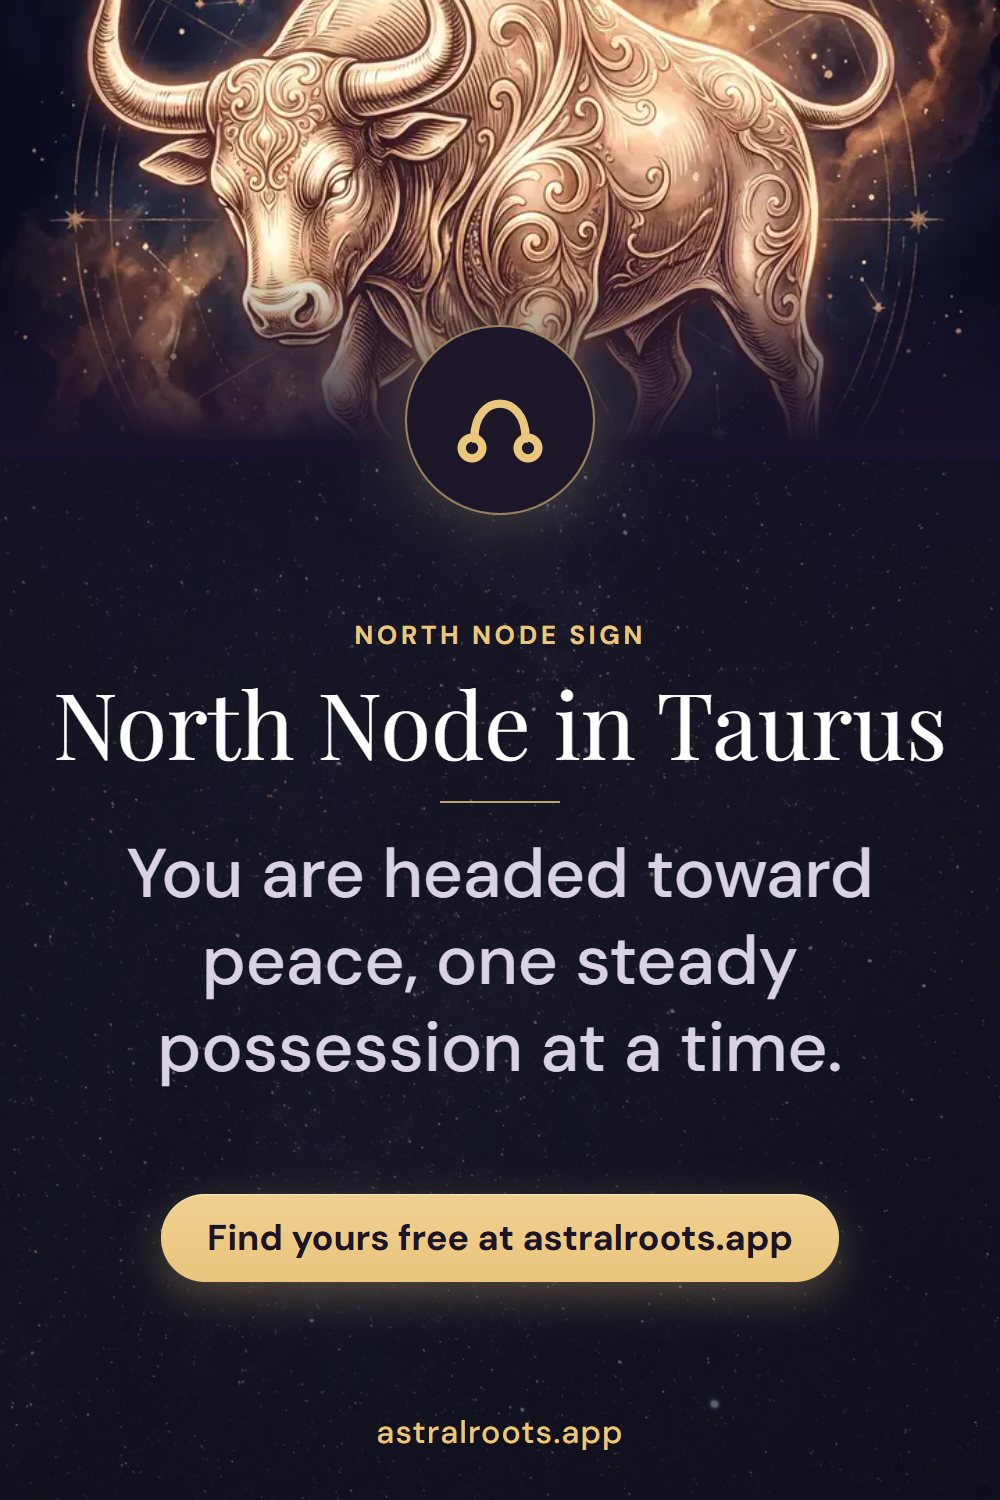 NORTH NODE SIGN
North Node in Taurus
You are headed toward
peace, one steady
possession at a time.
Find yours free at astralroots.app
astralroots.app